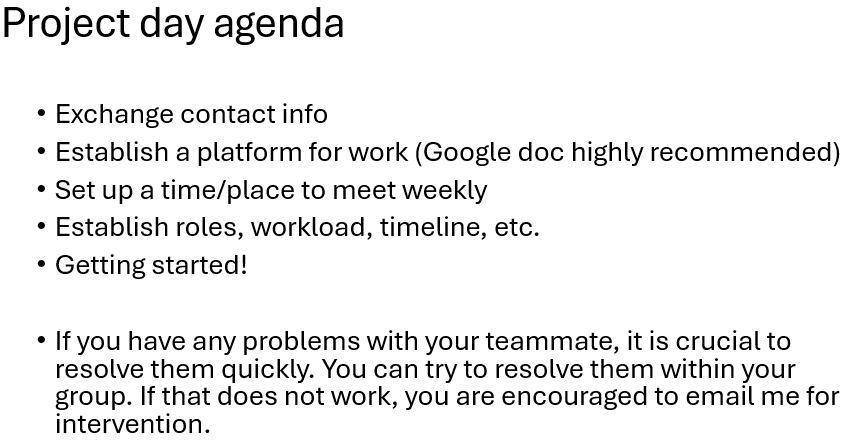 Project day agenda
• Exchange contact info
• Establish a platform for work (Google doc highly recommended)
• Set up a time/place to meet weekly
• Establish roles, workload, timeline, etc.
• Getting started!
• If you have any problems with your teammate, it is crucial to
resolve them quickly. You can try to resolve them within your
group. If that does not work, you are encouraged to email me for
intervention.